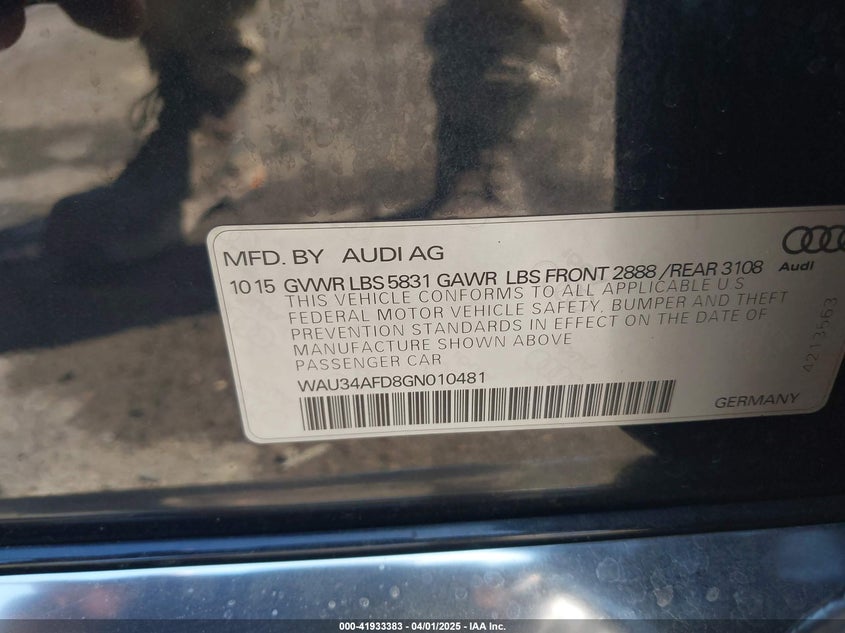 MFD. BY AUDI AG
Audi
10 15 GVWR LBS 5831 GAWR LBS FRONT 2888 /REAR 3108
THIS VEHICLE CONFORMS TO ALL APPLICABLE U.S
FEDERAL MOTOR VEHICLE SAFETY, BUMPER AND THEFT
PREVENTION STANDARDS IN EFFECT ON THE DATE OF
MANUFACTURE SHOWN ABOVE
PASSENGER CAR
WAU34AFD8GN010481
GERMANY
4213563
000-41933383 - 04/01/2025 - IAA Inc.